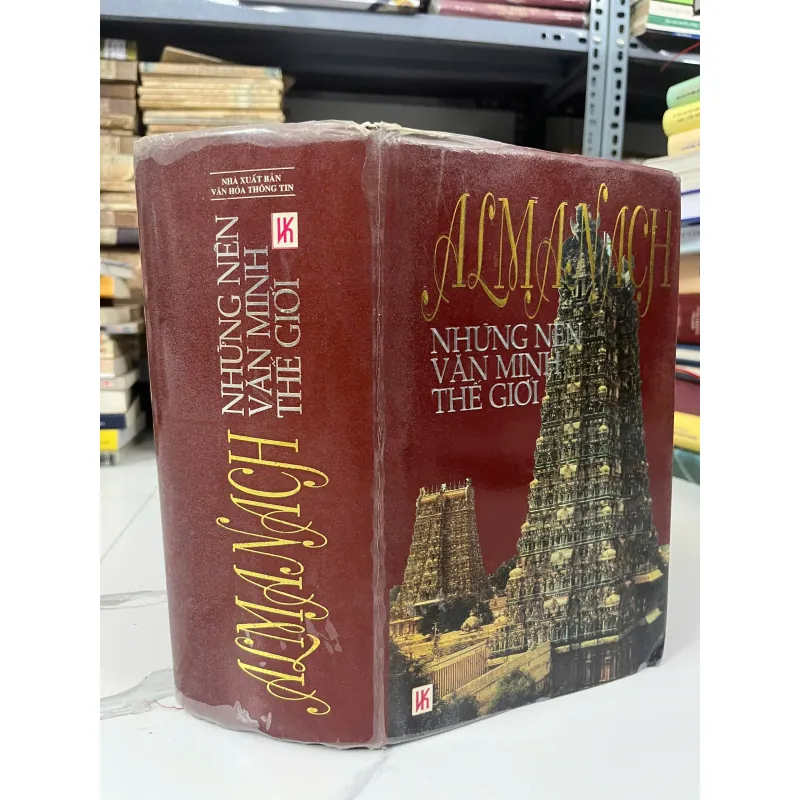 NHÀ XUẤT BẢN
VĂN HÓA THÔNG TIN
NHỮNG NỀN
VĂN MINH
THẾ GIỚI
ALMANACH
ALMANACH
NHỮNG NỀN
VĂN MINH
THẾ GIỚI